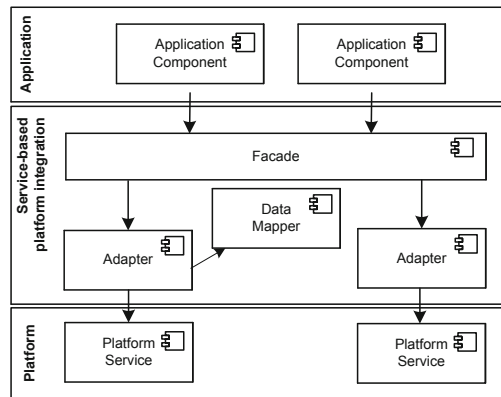 Application
Application
Component
Application
Component
Service-based
platform integration
Facade
Data
Mapper
Adapter
Adapter
Platform
Platform
Service
Platform
Service